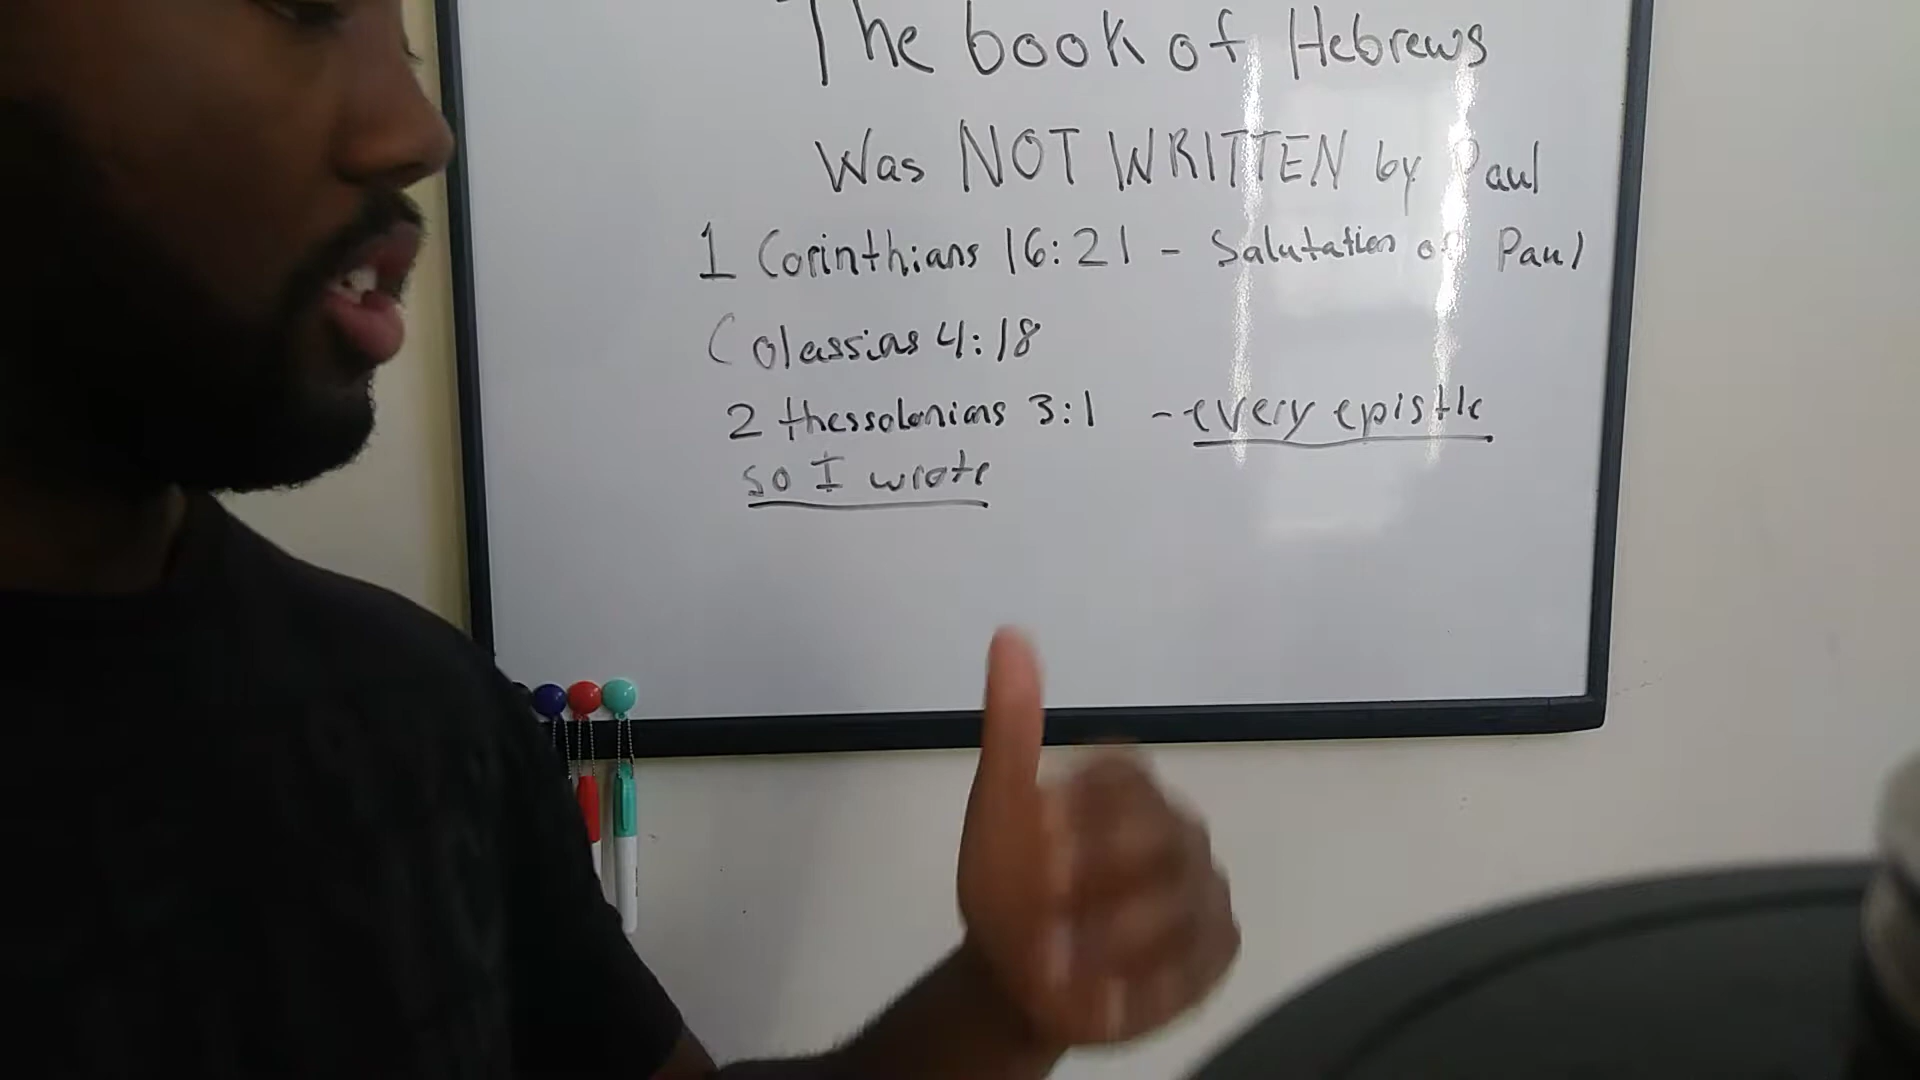 The book of Hebrews
Was NOT WRITTEN by Paul
1 Corinthians 16:21 - Salutation of Paul
Colassias 4:18
2 thessolonians 3:1 - every epistle
so I wrote